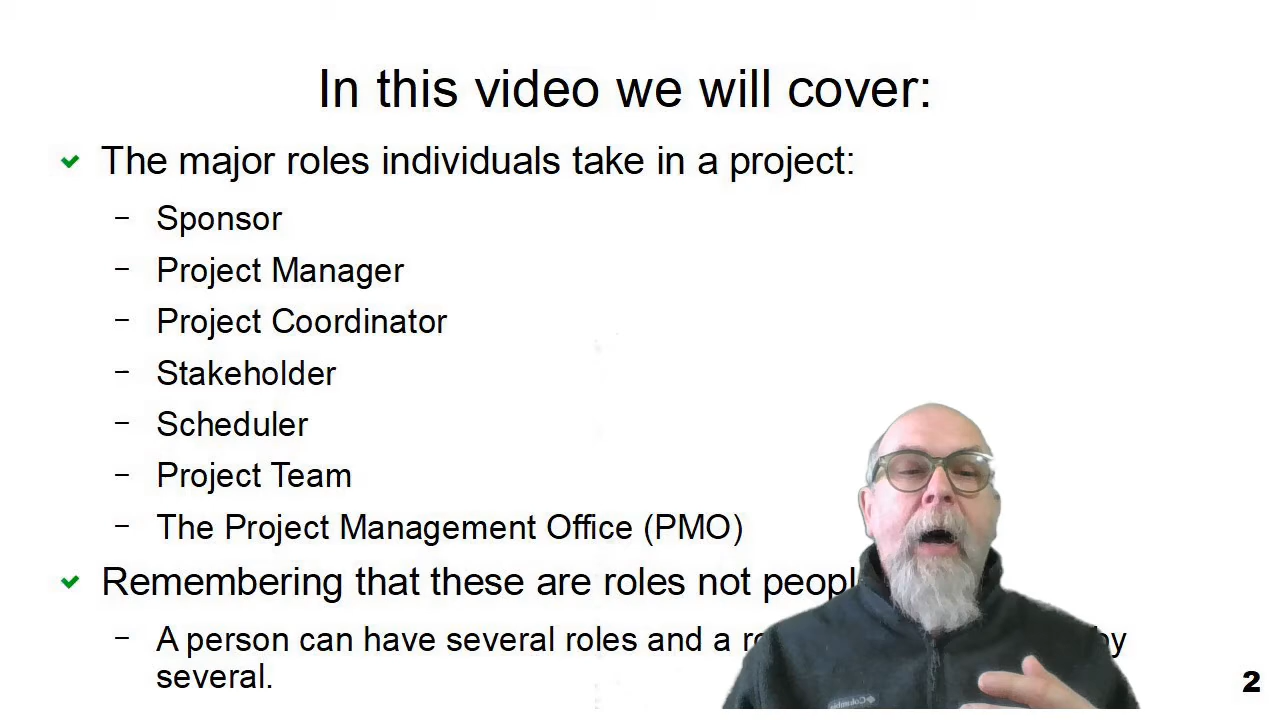 In this video we will cover:
The major roles individuals take in a project:
– Sponsor
– Project Manager
– Project Coordinator
– Stakeholder
– Scheduler
– Project Team
– The Project Management Office (PMO)
Remembering that these are roles not
– A person can have several roles and a by
several.
2
Columbia